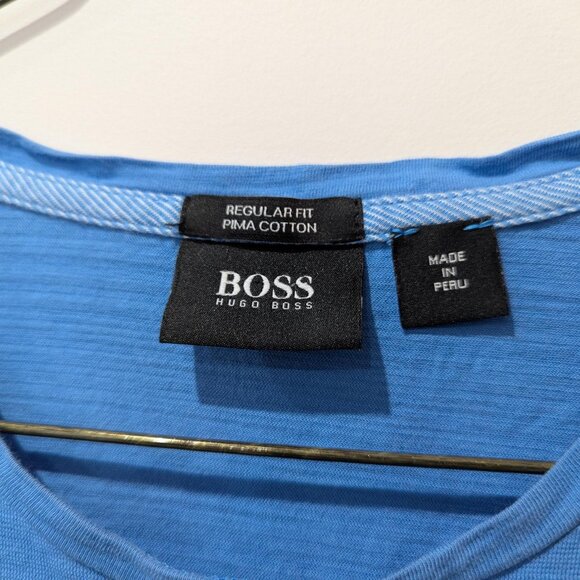 REGULAR FIT
PIMA COTTON
BOSS
HUGO BOSS
MADE
IN
PERU